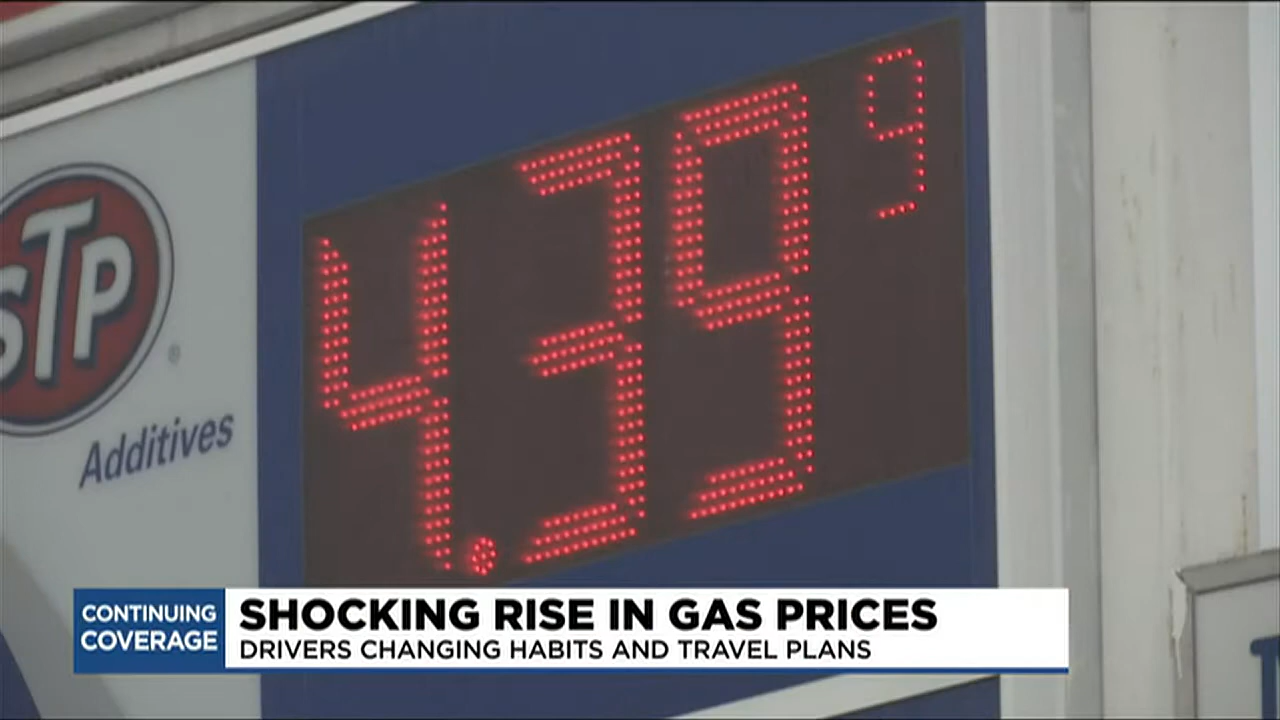 4.39 9
STP
®
Additives
CONTINUING
COVERAGE
SHOCKING RISE IN GAS PRICES
DRIVERS CHANGING HABITS AND TRAVEL PLANS